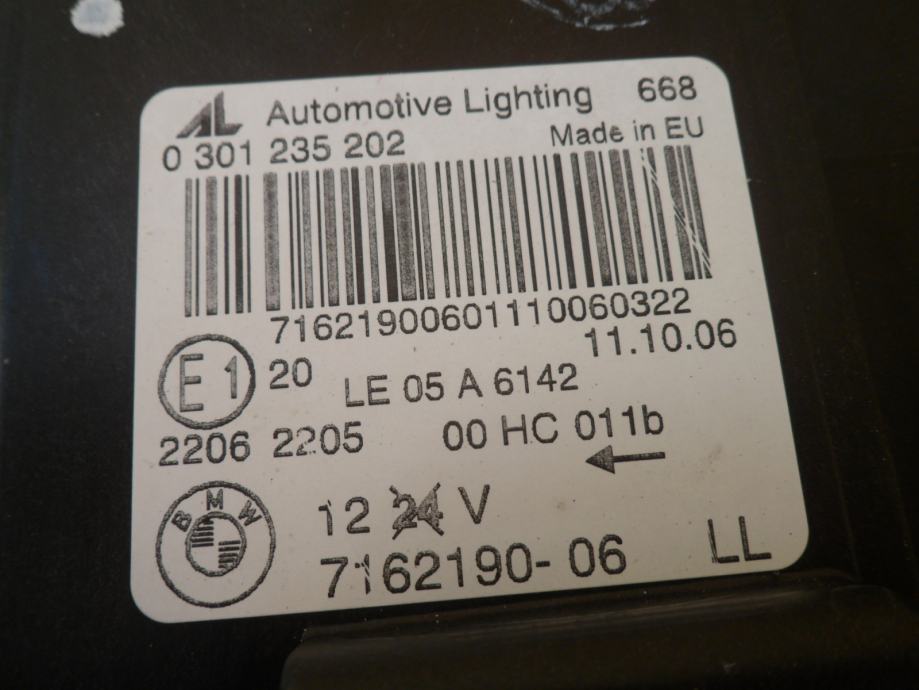 AL Automotive Lighting 668
0 301 235 202 Made in EU
71621900601110060322
11.10.06
E1 20 LE 05 A 6142
2206 2205 00 HC 011b
BMW
12 24 V
7162190-06 LL